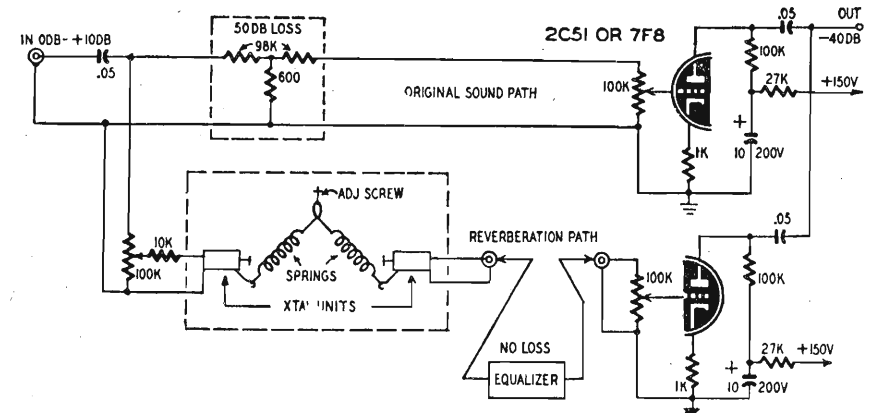 50DB LOSS
IN 0DB-+10DB
98K
.05
600
ORIGINAL SOUND PATH
2C51 OR 7F8
100K
1K
.05
OUT
-40DB
100K
27K
+150V
+
10 200V
ADJ SCREW
10K
100K
SPRINGS
UNITS
REVERBERATION PATH
NO LOSS
EQUALIZER
100K
1K
.05
100K
27K
+150V
+
10 200V